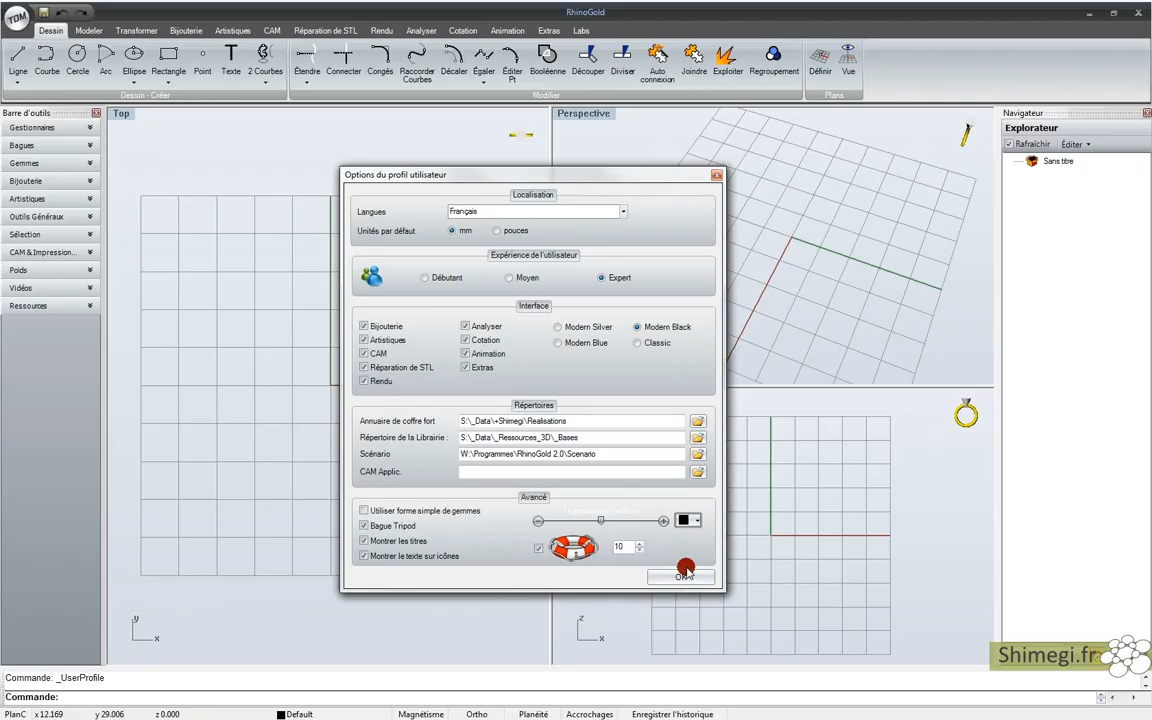 RhinoGold
TDM
Dessin Modeler Transformer Bijouterie Artistiques CAM Réparation de STL Rendu Analyser Cotation Animation Extras Labs
Ligne Courbe Cercle Arc Ellipse Rectangle Point Texte 2 Courbes Étendre Connecter Congés Raccorder Courbes Décaler Égaler Éditer Pt Booléenne Découper Diviser Auto connexion Joindre Exploiter Regroupement Définir Vue
Dessin - Créer Modifier Plans
Barre d'outils
Gestionnaires
Bagues
Gemmes
Bijouterie
Artistiques
Outils Généraux
Sélection
CAM & Impression...
Poids
Vidéos
Ressources
Top
Perspective
Navigateur
Explorateur
Rafraîchir Éditer
Sans titre
Options du profil utilisateur
Localisation
Langues Français
Unités par défaut mm pouces
Expérience de l'utilisateur
Débutant Moyen Expert
Interface
Bijouterie Analyser Modern Silver Modern Black
Artistiques Cotation Modern Blue Classic
CAM Animation
Réparation de STL Extras
Rendu
Répertoires
Annuaire de coffre fort S:\_Data\+Shimegi\Realisations
Répertoire de la Librairie : S:\_Data\_Ressources_3D\_Bases
Scénario W:\Programmes\RhinoGold 2.0\Scenario
CAM Applic.
Avancé
Utiliser forme simple de gemmes
Bague Tripod
Montrer les titres 10
Montrer le texte sur icônes
y
x
z
x
Shimegi.fr
Commande: _UserProfile
Commande:
PlanC x 12.169 y 29.006 z 0.000 Default Magnétisme Ortho Planéité Accrochages Enregistrer l'historique